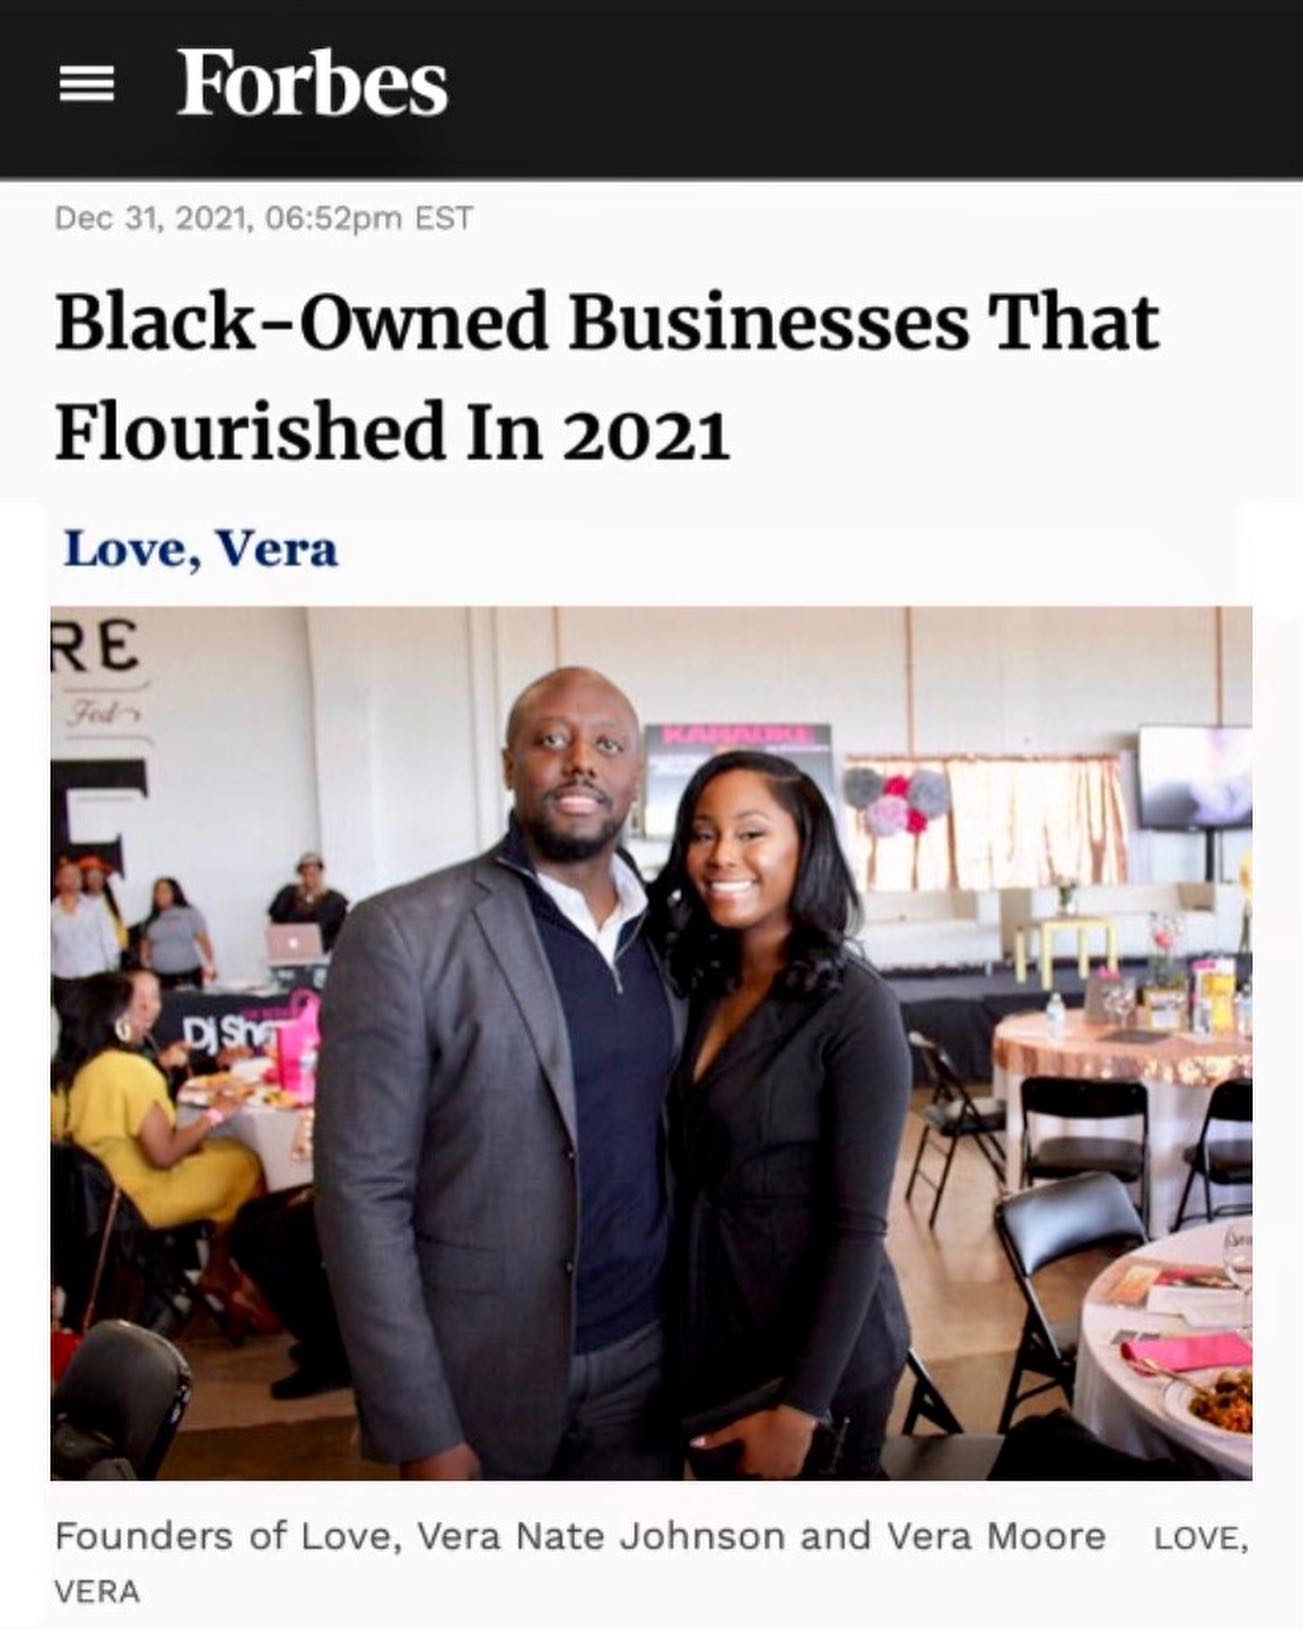 Forbes
Dec 31, 2021, 06:52pm EST
Black-Owned Businesses That
Flourished In 2021
Love, Vera
RE
Fed
KARAOKE
Dj Sh
Founders of Love, Vera Nate Johnson and Vera Moore LOVE,
VERA